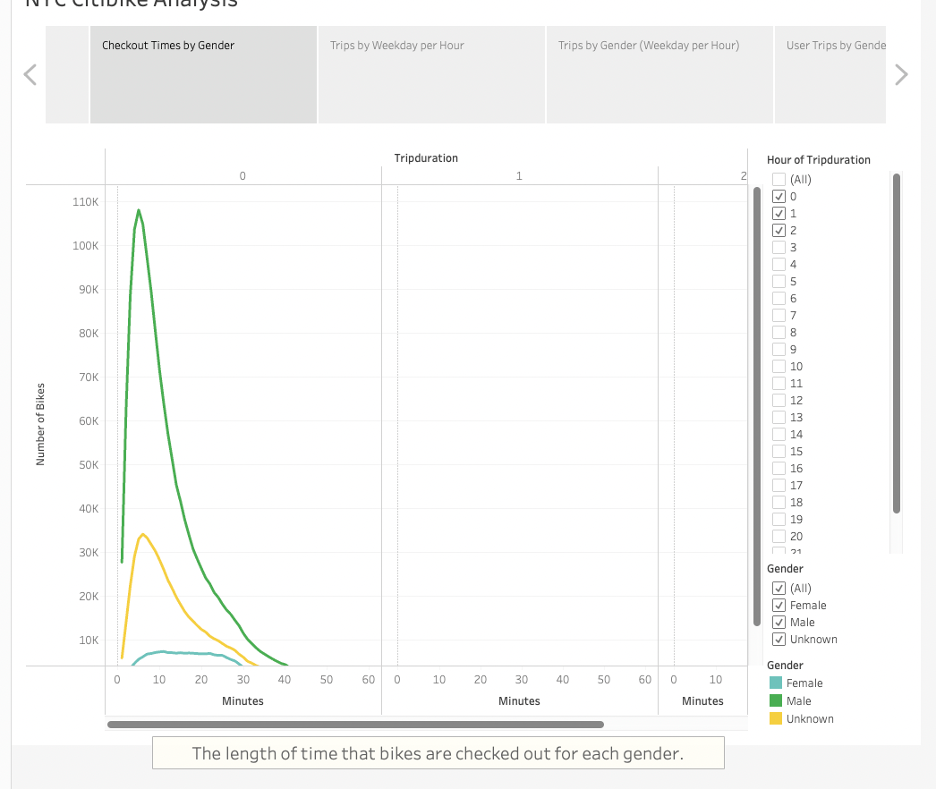 NYC Citibike Analysis
Checkout Times by Gender
Trips by Weekday per Hour
Trips by Gender (Weekday per Hour)
User Trips by Gende
Tripduration
0 1 2
110K
100K
90K
80K
70K
60K
50K
40K
30K
20K
10K
Number of Bikes
0 10 20 30 40 50 60 0 10 20 30 40 50 60 0 10
Minutes Minutes Minutes
Hour of Tripduration
(All)
0
1
2
3
4
5
6
7
8
9
10
11
12
13
14
15
16
17
18
19
20
21
Gender
(All)
Female
Male
Unknown
Gender
Female
Male
Unknown
The length of time that bikes are checked out for each gender.